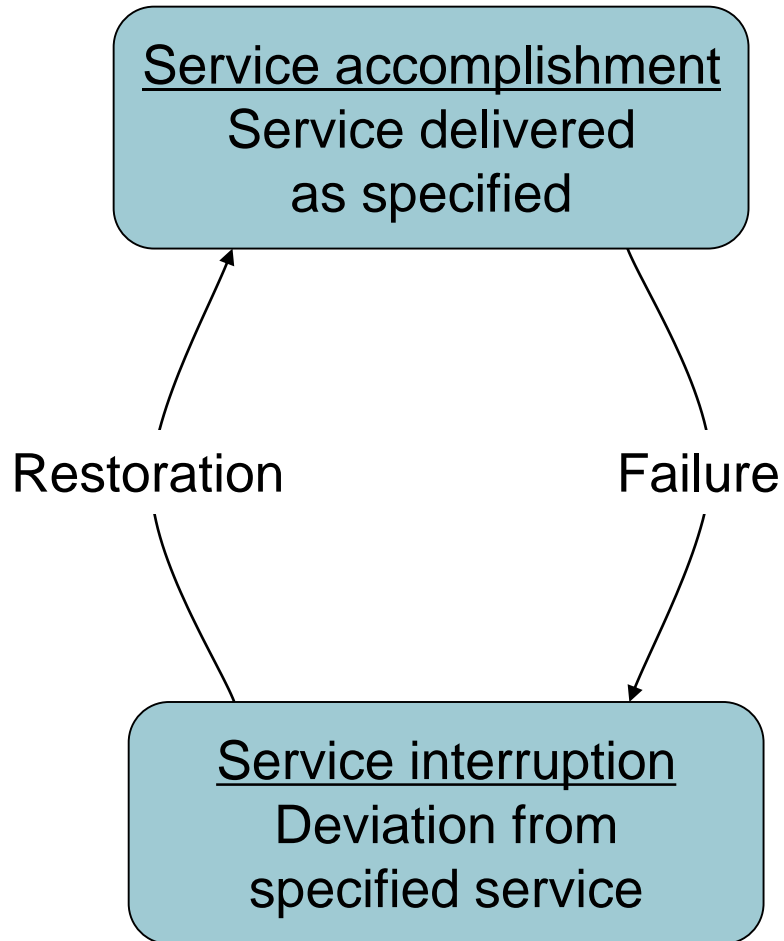 Service accomplishment
Service delivered
as specified
Restoration
Failure
Service interruption
Deviation from
specified service